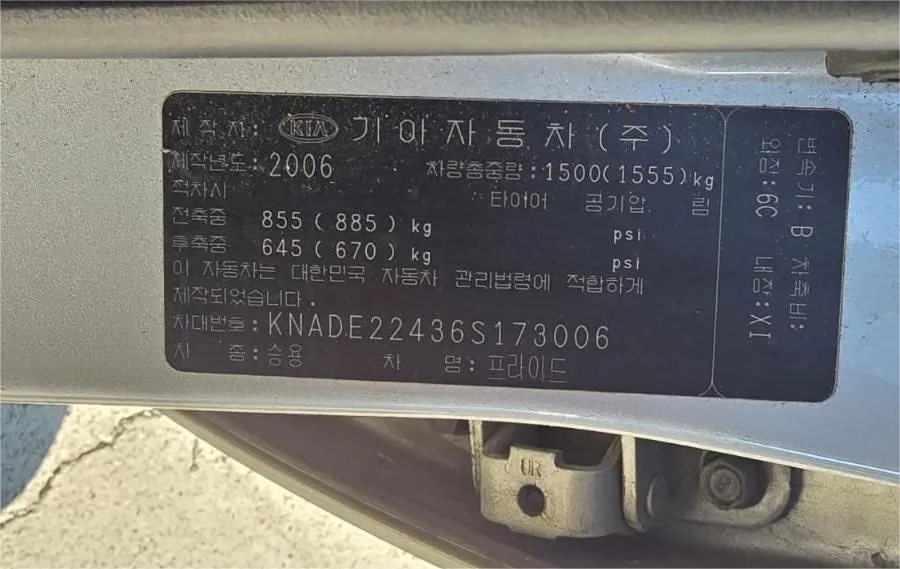 제 작 자: KIA 기아자동차(주)
제작년도: 2006 차량총중량: 1500(1555)kg
적차시 타이어 공기압 림
전축중 855 ( 885 ) kg psi
후축중 645 ( 670 ) kg psi
이 자동차는 대한민국 자동차 관리법령에 적합하게
제작되었습니다.
차대번호: KNADE22436S173006
차 종: 승용 차 명: 프라이드
변속기: B 차축비:
외장: 6C 내장: XI
UR